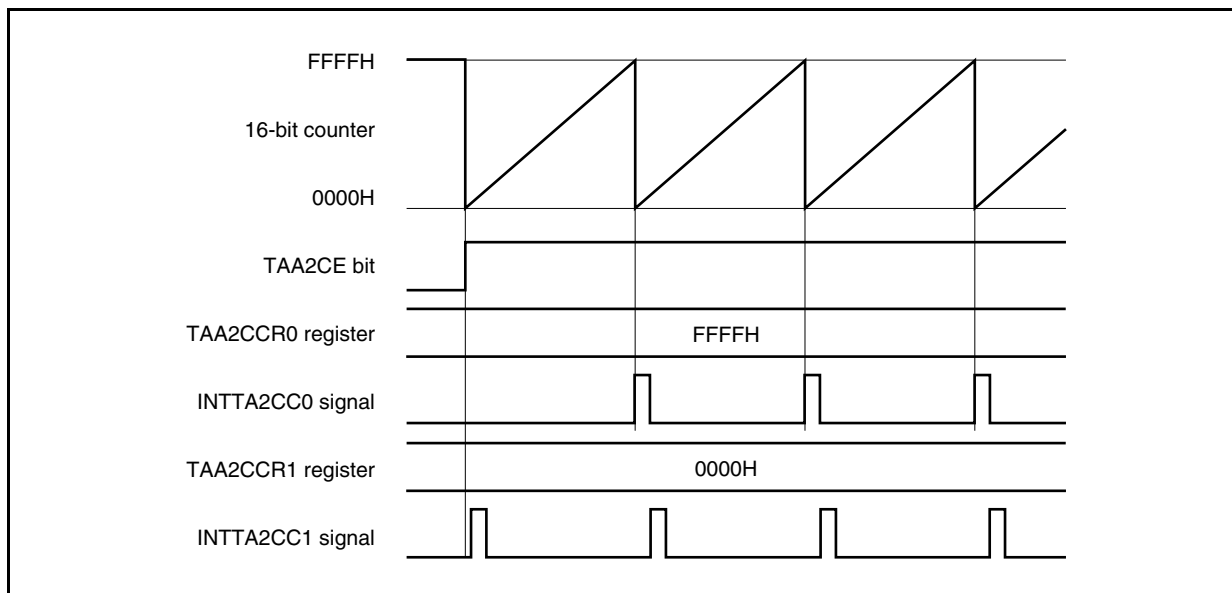 FFFFH
16-bit counter
0000H
TAA2CE bit
TAA2CCR0 register
FFFFH
INTTA2CC0 signal
TAA2CCR1 register
0000H
INTTA2CC1 signal